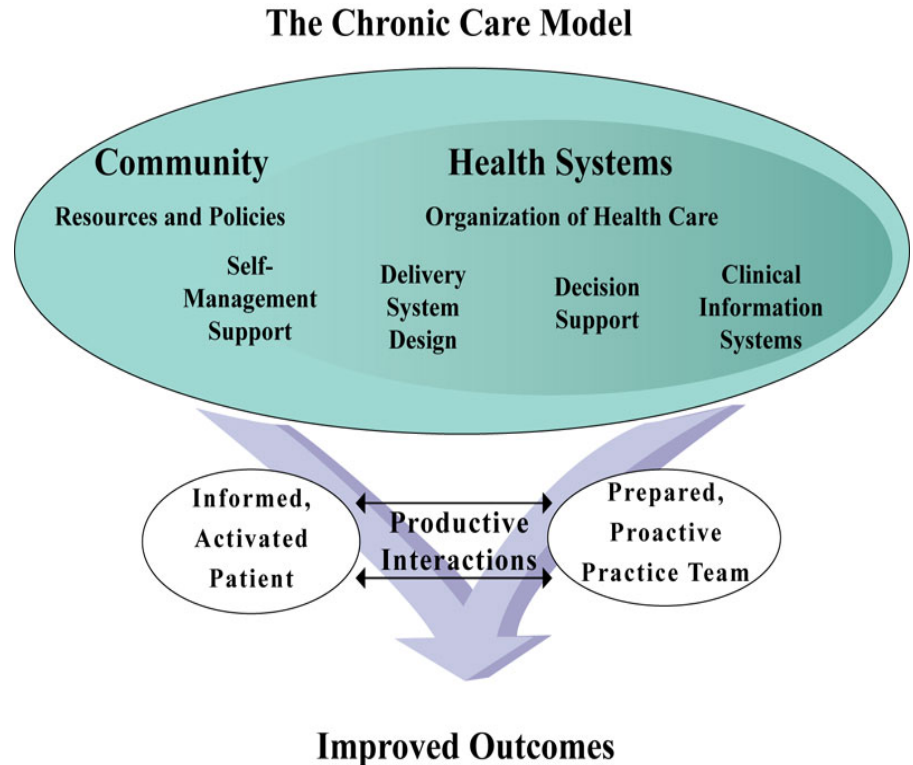 The Chronic Care Model
Community
Resources and Policies
Health Systems
Organization of Health Care
Self-
Management
Support
Delivery
System
Design
Decision
Support
Clinical
Information
Systems
Informed,
Activated
Patient
Productive
Interactions
Prepared,
Proactive
Practice Team
Improved Outcomes